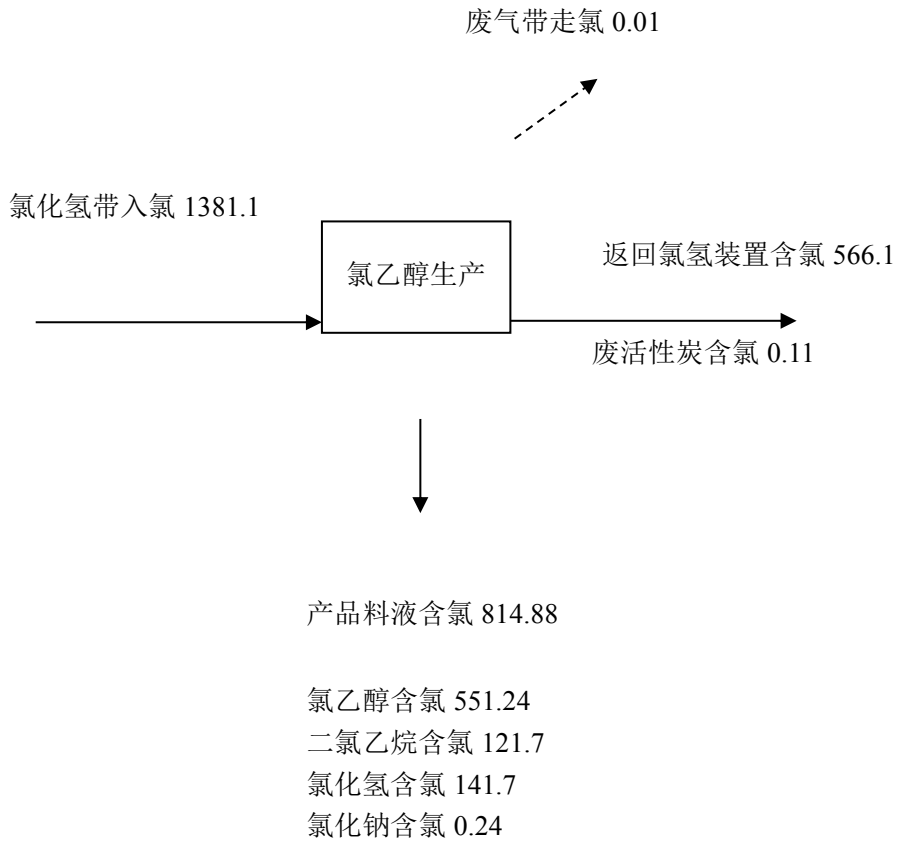 废气带走氯 0.01
氯化氢带入氯 1381.1
氯乙醇生产
返回氯氢装置含氯 566.1
废活性炭含氯 0.11
产品料液含氯 814.88
氯乙醇含氯 551.24
二氯乙烷含氯 121.7
氯化氢含氯 141.7
氯化钠含氯 0.24